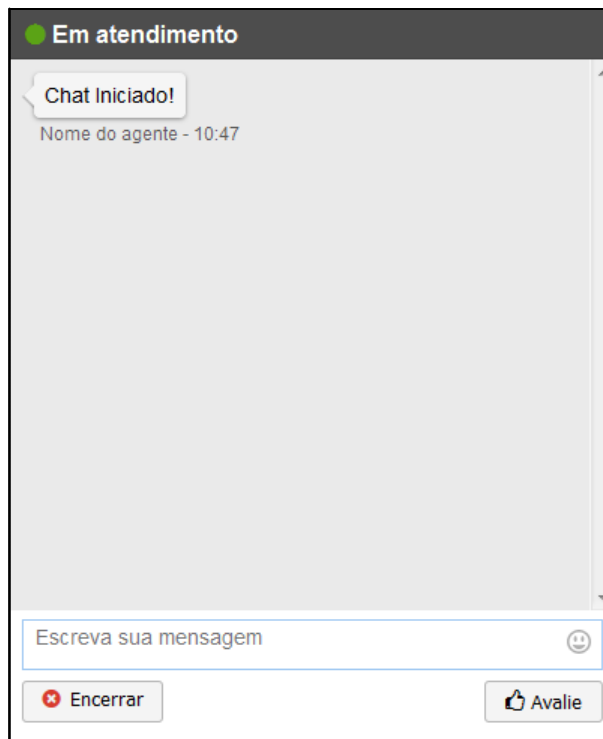 Em atendimento
Chat Iniciado!
Nome do agente - 10:47
Escreva sua mensagem
Encerrar
Avalie